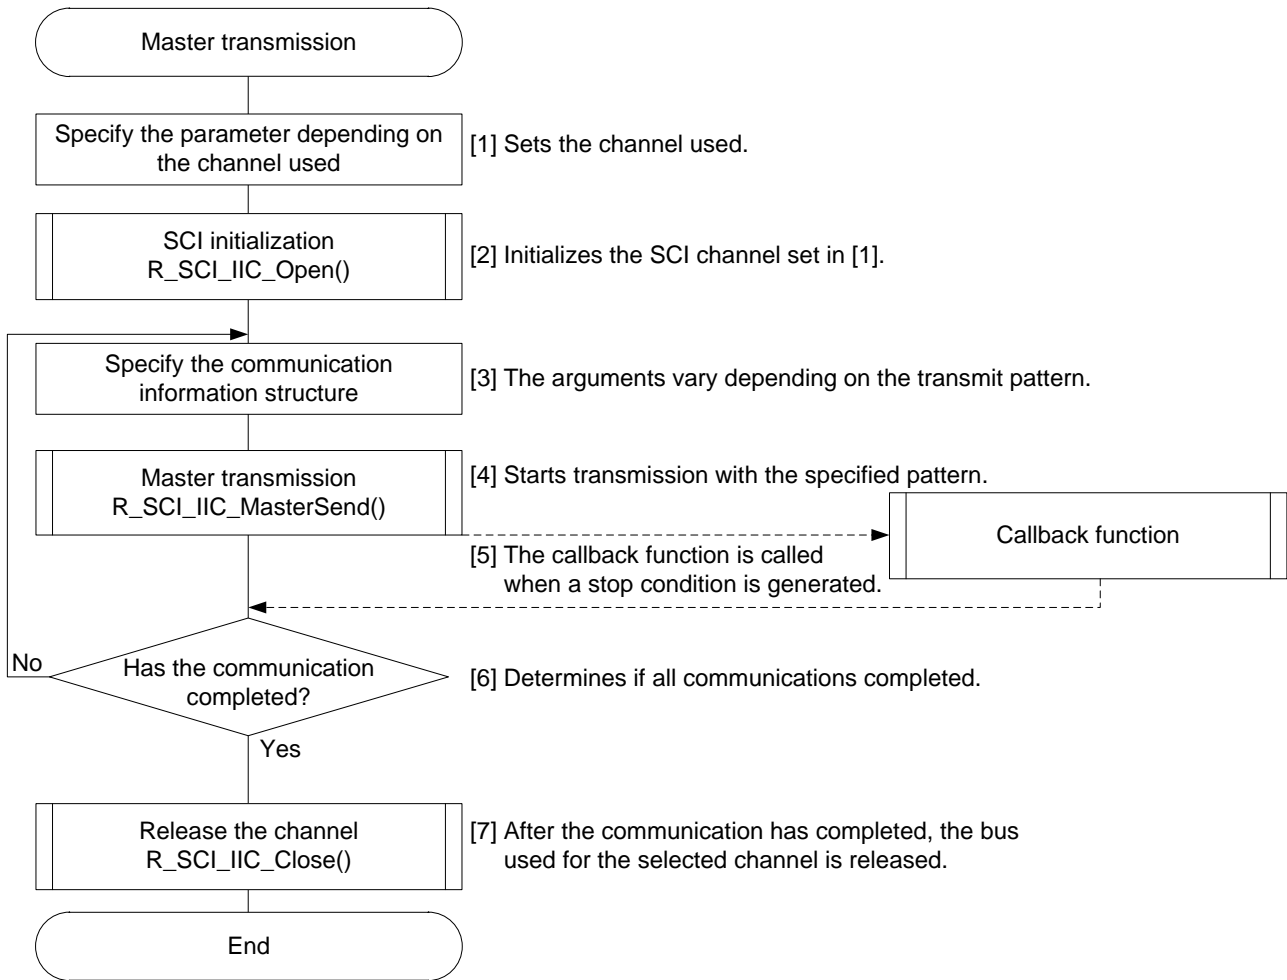 Master transmission
Specify the parameter depending on
the channel used
[1] Sets the channel used.
SCI initialization
R_SCI_IIC_Open()
[2] Initializes the SCI channel set in [1].
Specify the communication
information structure
[3] The arguments vary depending on the transmit pattern.
Master transmission
R_SCI_IIC_MasterSend()
[4] Starts transmission with the specified pattern.
Callback function
[5] The callback function is called
when a stop condition is generated.
No
Has the communication
completed?
[6] Determines if all communications completed.
Yes
Release the channel
R_SCI_IIC_Close()
[7] After the communication has completed, the bus
used for the selected channel is released.
End